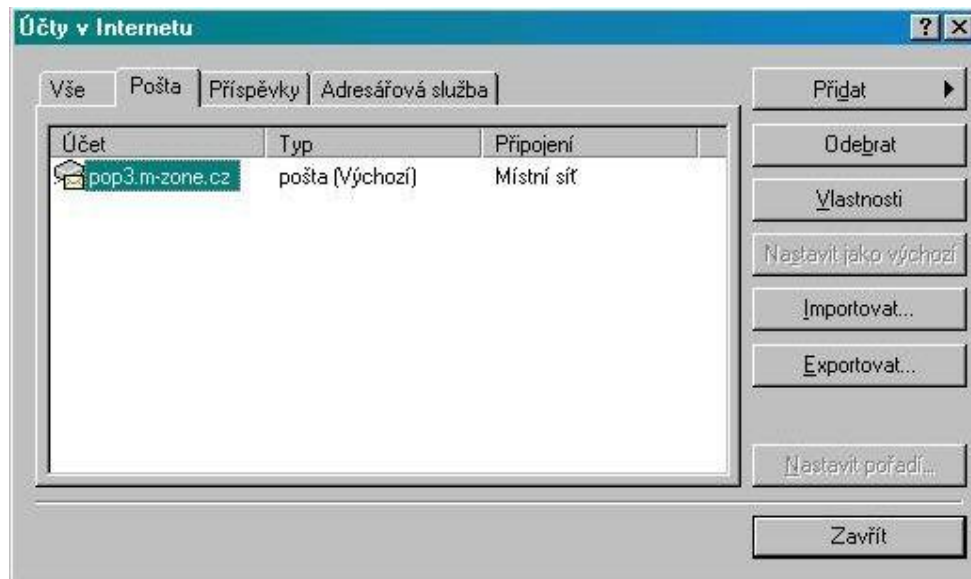 Účty v Internetu
Vše Pošta Příspěvky Adresářová služba
Účet Typ Připojení
pop3.m-zone.cz pošta (Výchozí) Místní síť
Přidat
Odebrat
Vlastnosti
Nastavit jako výchozí
Importovat...
Exportovat...
Nastavit pořadí...
Zavřít